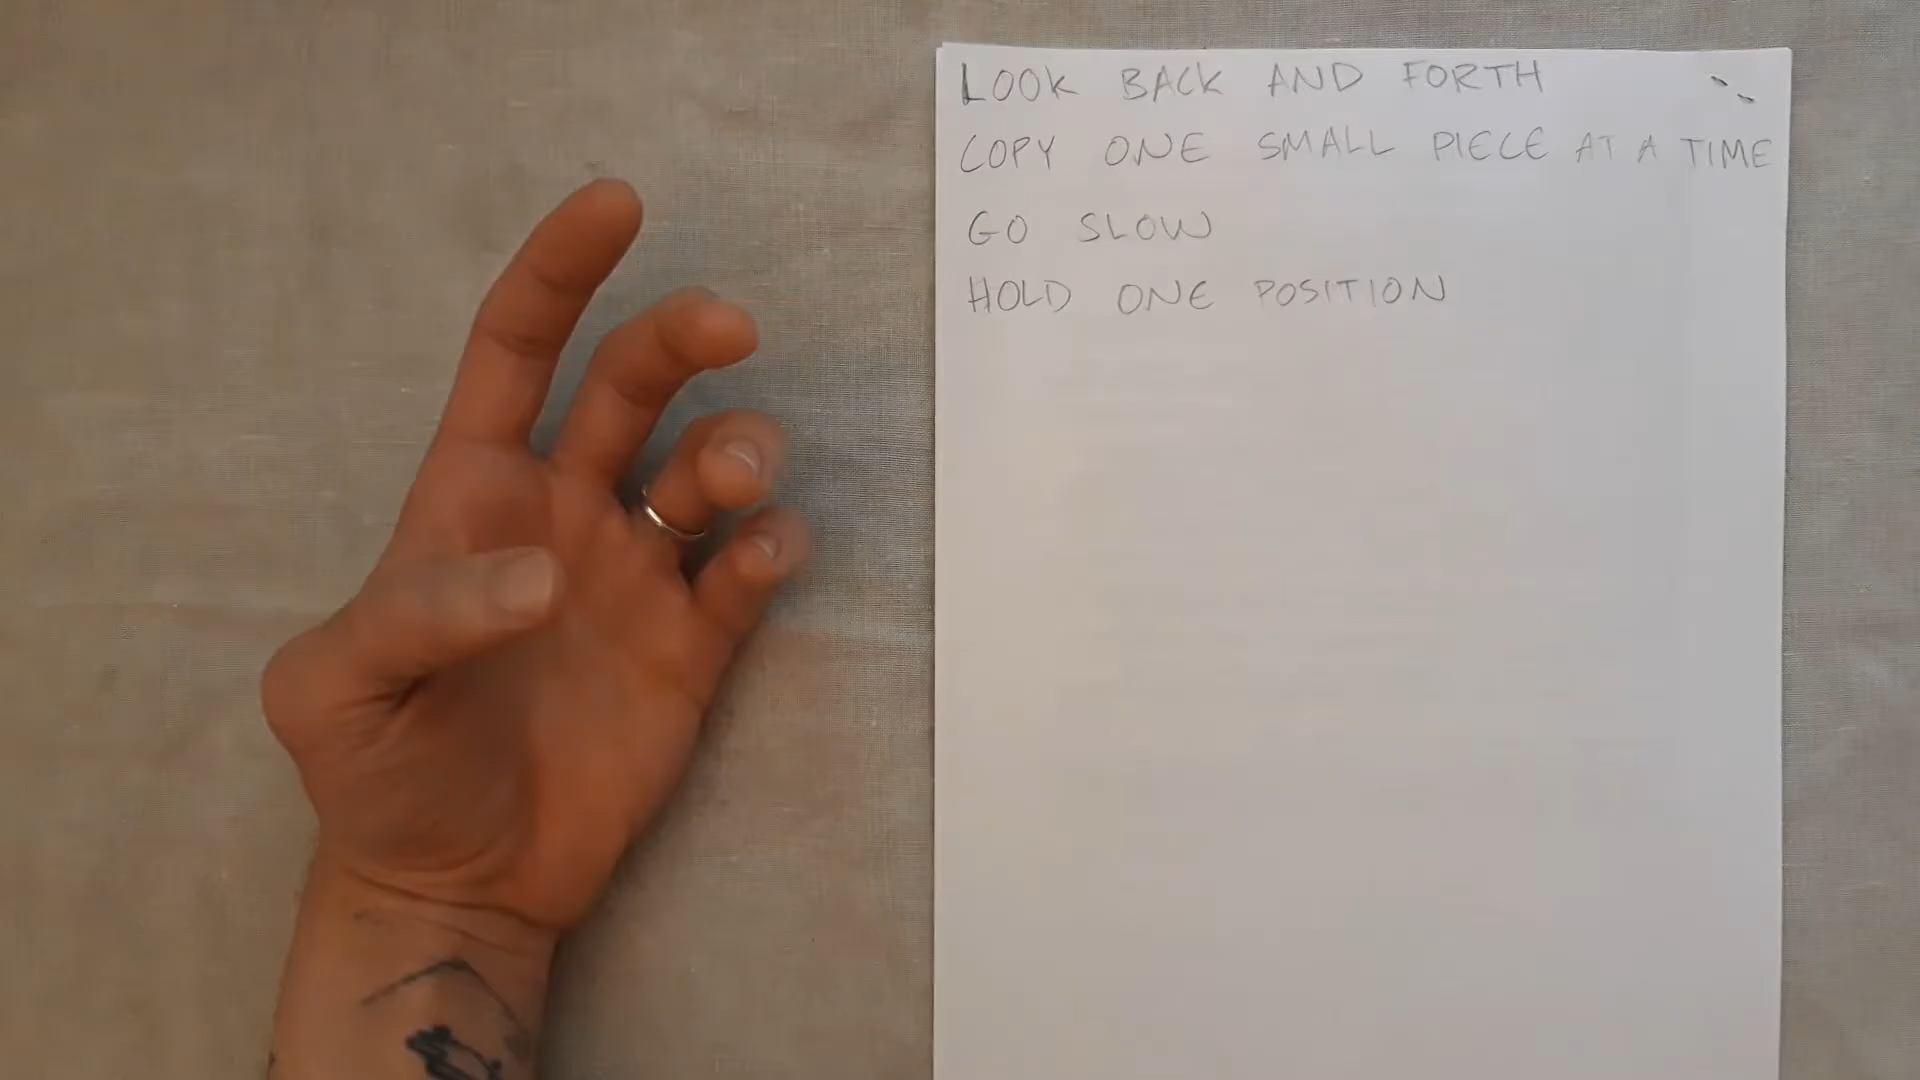 LOOK BACK AND FORTH
COPY ONE SMALL PIECE AT A TIME
GO SLOW
HOLD ONE POSITION